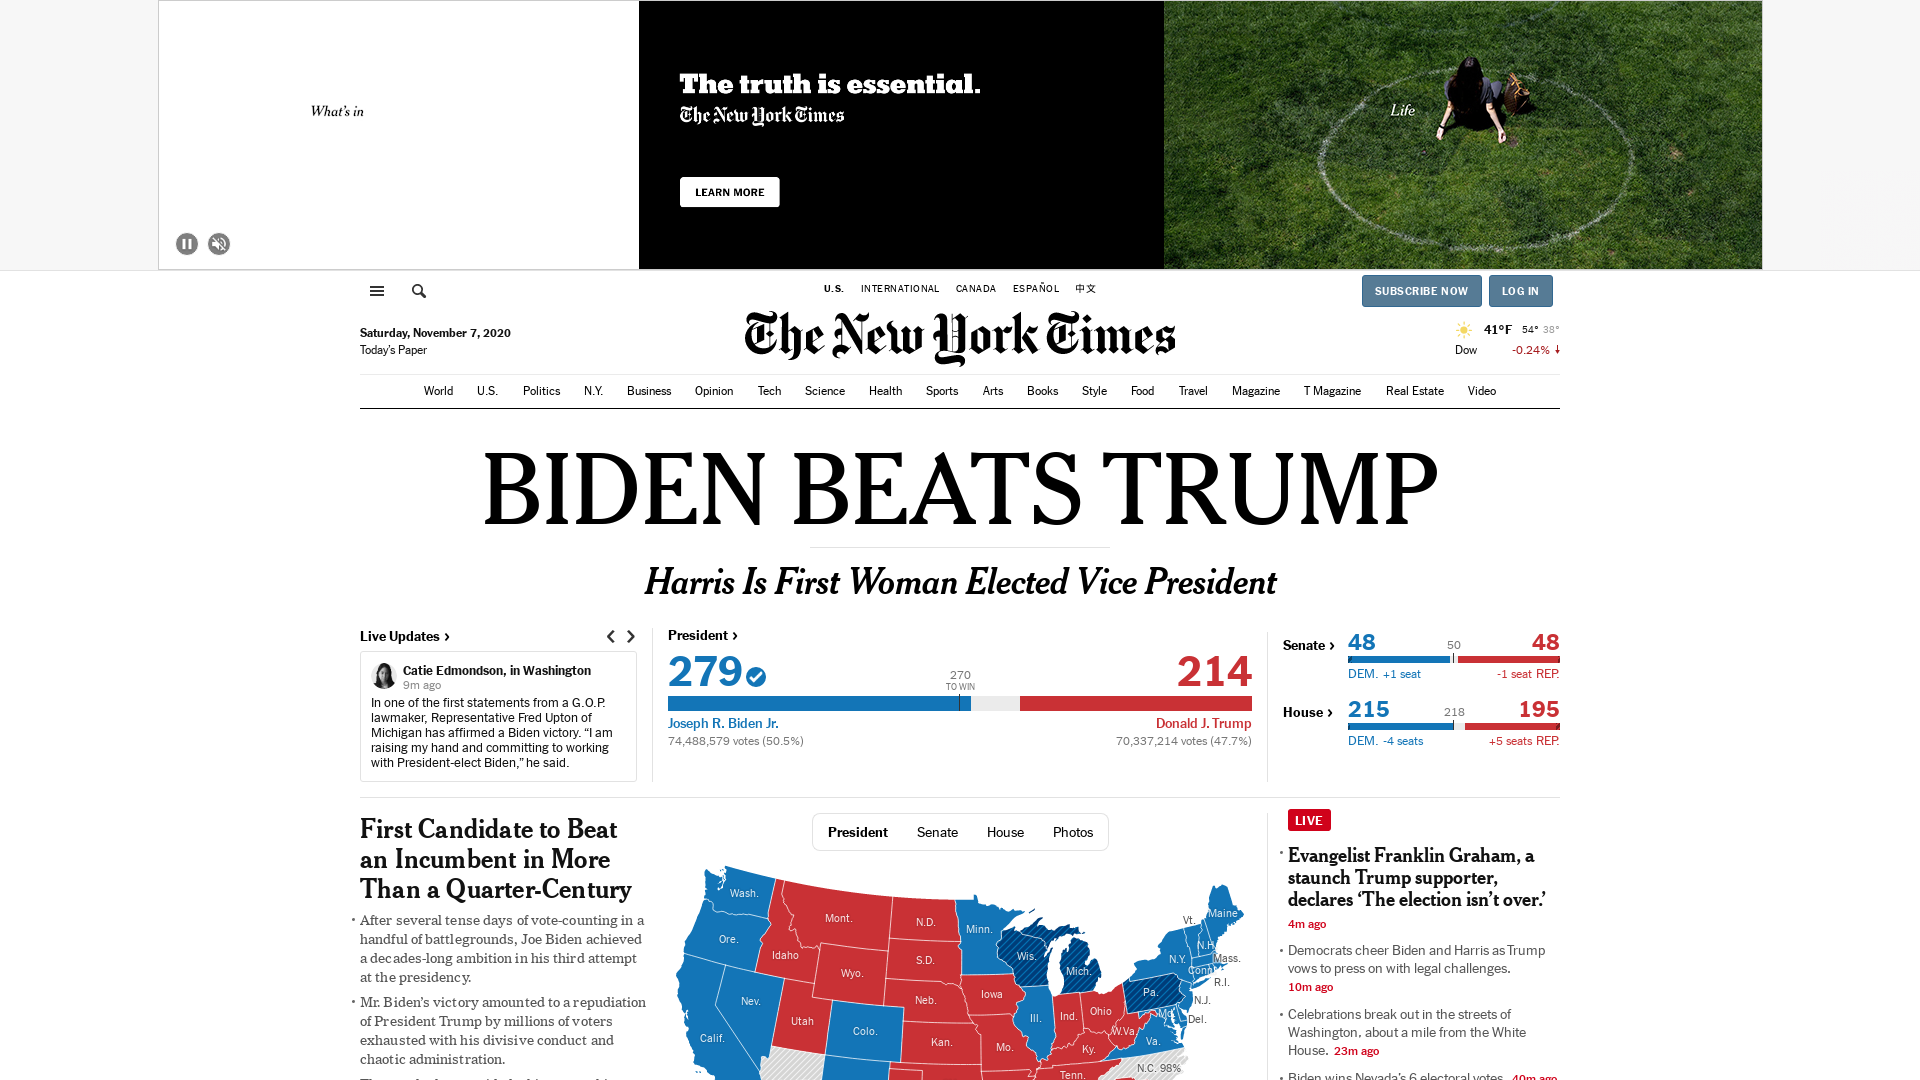 What's in
The truth is essential.
The New York Times
LEARN MORE
Life
U.S. INTERNATIONAL CANADA ESPAÑOL 中文
SUBSCRIBE NOW LOG IN
Saturday, November 7, 2020
Today's Paper
The New York Times
41°F 54° 38°
Dow -0.24%
World U.S. Politics N.Y. Business Opinion Tech Science Health Sports Arts Books Style Food Travel Magazine T Magazine Real Estate Video
BIDEN BEATS TRUMP
Harris Is First Woman Elected Vice President
Live Updates
Catie Edmondson, in Washington
9m ago
In one of the first statements from a G.O.P.
lawmaker, Representative Fred Upton of
Michigan has affirmed a Biden victory. “I am
raising my hand and committing to working
with President-elect Biden,” he said.
President
279 214
270
TO WIN
Joseph R. Biden Jr. Donald J. Trump
74,488,579 votes (50.5%) 70,337,214 votes (47.7%)
Senate 48 50 48
DEM. +1 seat -1 seat REP.
House 215 218 195
DEM. -4 seats +5 seats REP.
First Candidate to Beat
an Incumbent in More
Than a Quarter-Century
• After several tense days of vote-counting in a
handful of battlegrounds, Joe Biden achieved
a decades-long ambition in his third attempt
at the presidency.
• Mr. Biden's victory amounted to a repudiation
of President Trump by millions of voters
exhausted with his divisive conduct and
chaotic administration.
President Senate House Photos
Wash.
Ore.
Calif.
Nev.
Idaho
Mont.
Wyo.
Utah
Colo.
N.D.
S.D.
Neb.
Kan.
Minn.
Iowa
Mo.
Wis.
Ill.
Mich.
Ind.
Ohio
Ky.
Tenn.
W.Va.
Va.
N.C. 98%
Pa.
N.Y.
Vt.
N.H.
Maine
Mass.
Conn.
R.I.
N.J.
Del.
Md.
LIVE
• Evangelist Franklin Graham, a
staunch Trump supporter,
declares ‘The election isn't over.’
4m ago
• Democrats cheer Biden and Harris as Trump
vows to press on with legal challenges.
10m ago
• Celebrations break out in the streets of
Washington, about a mile from the White
House. 23m ago
• Biden wins Nevada's 6 electoral votes. 40m ago